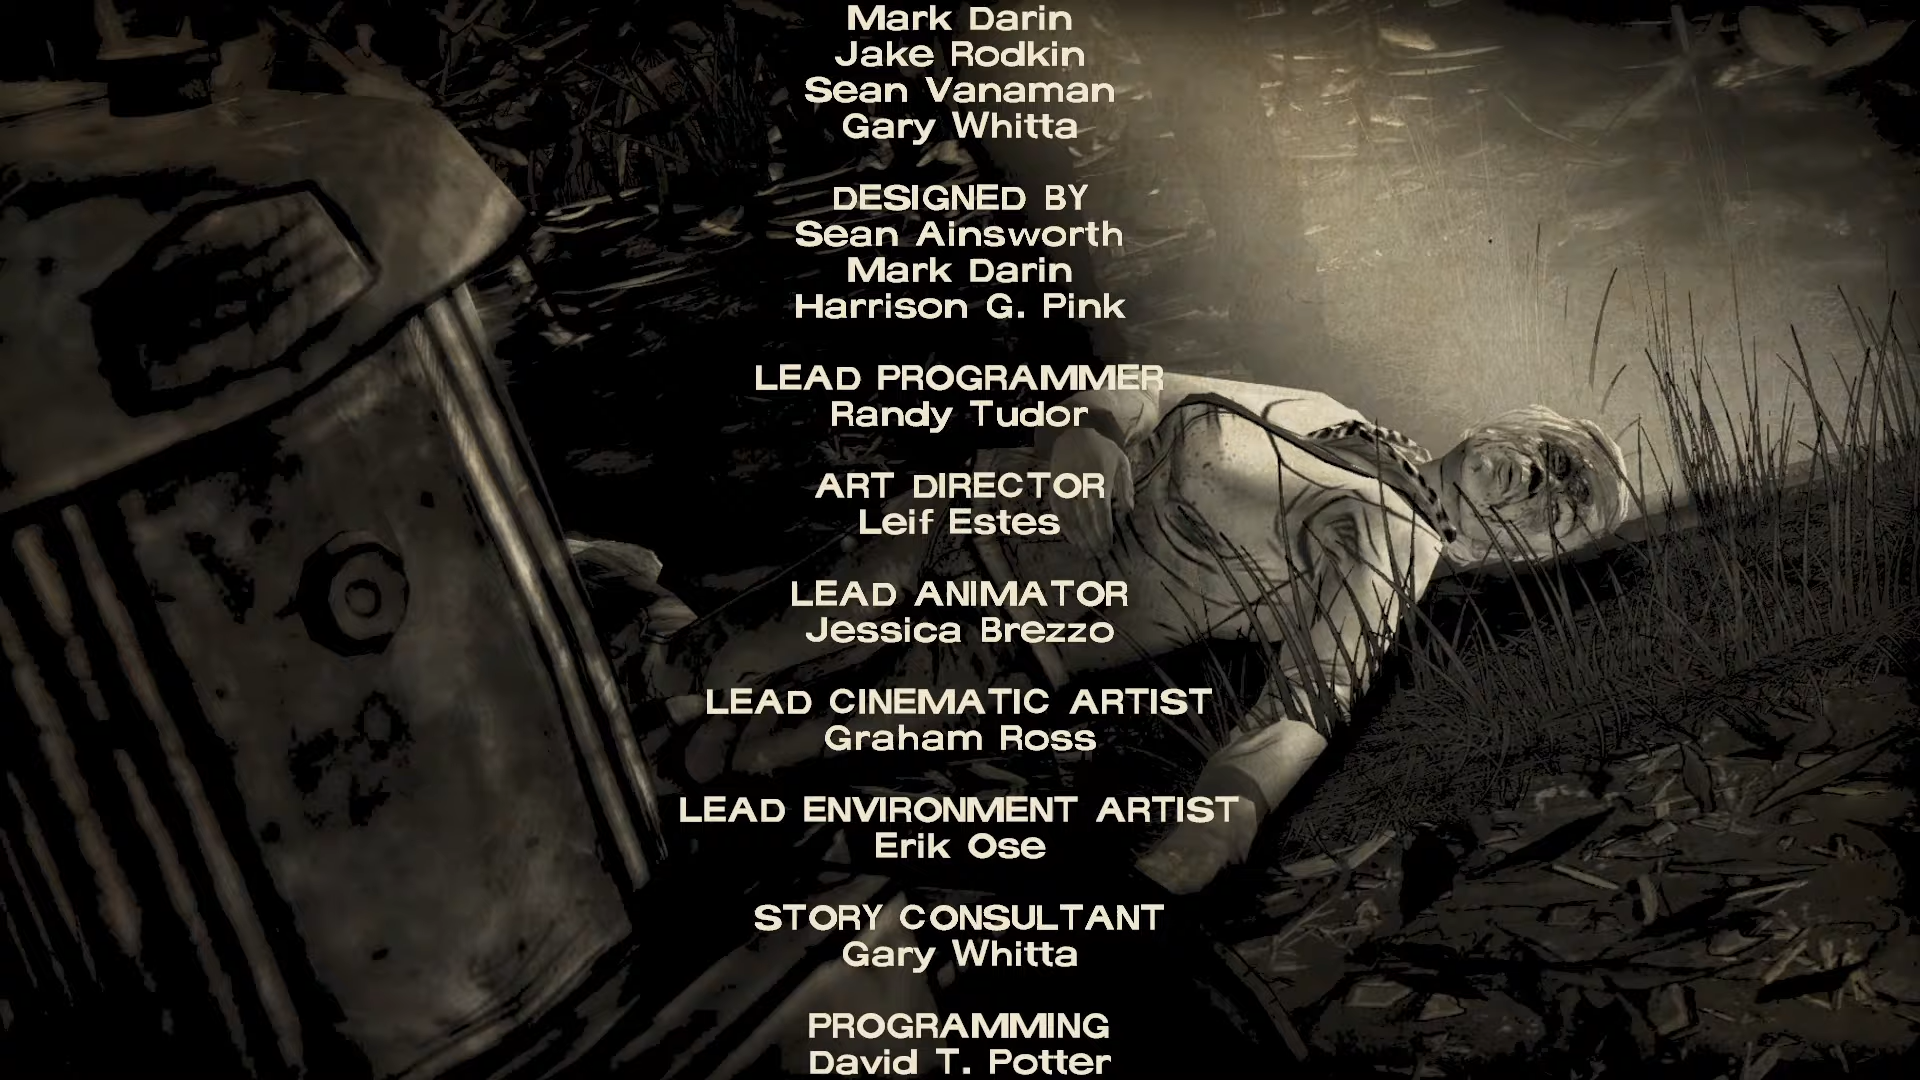 Mark Darin
Jake Rodkin
Sean Vanaman
Gary Whitta
DESIGNED BY
Sean Ainsworth
Mark Darin
Harrison G. Pink
LEAD PROGRAMMER
Randy Tudor
ART DIRECTOR
Leif Estes
LEAD ANIMATOR
Jessica Brezzo
LEAD CINEMATIC ARTIST
Graham Ross
LEAD ENVIRONMENT ARTIST
Erik Ose
STORY CONSULTANT
Gary Whitta
PROGRAMMING
David T. Potter